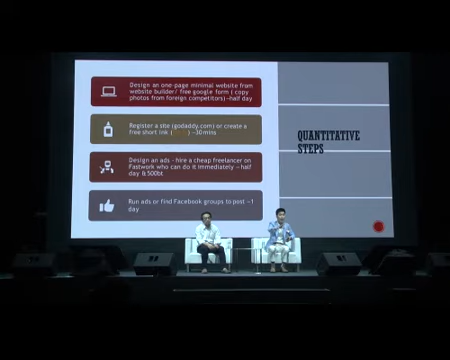 Design an one page minimal website from
website builder/ free google form ( copy
photos from foreign competitors) ~half day
Register a site (godaddy.com) or create a
free short link ( ) ~30 mins
Design an ads - hire a cheap freelancer on
Fastwork who can do it immediately ~ half
day & 500bt
Run ads or find Facebook groups to post ~1
day
QUANTITATIVE
STEPS